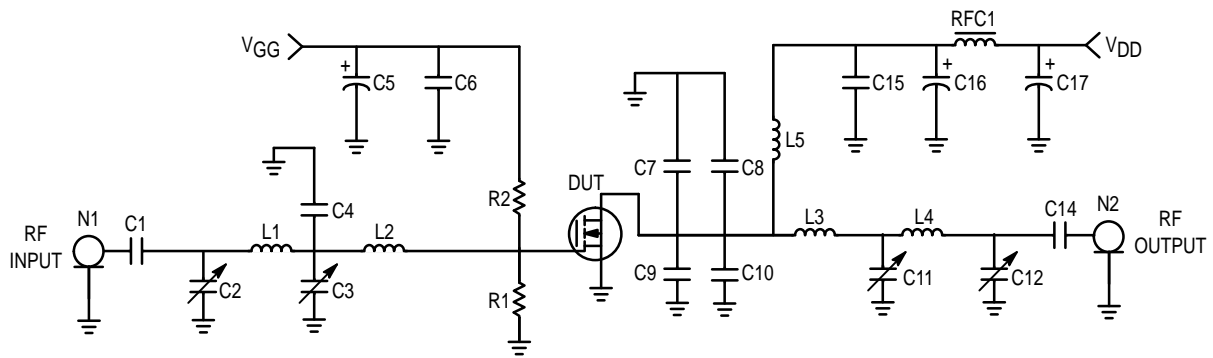 RFC1
VGG
VDD
+
C5
C6
C15
+
C16
+
C17
L5
C7
C8
R2
DUT
C4
N1
C1
L1
L2
L3
L4
C14
N2
RF
INPUT
RF
OUTPUT
C2
C3
R1
C9
C10
C11
C12